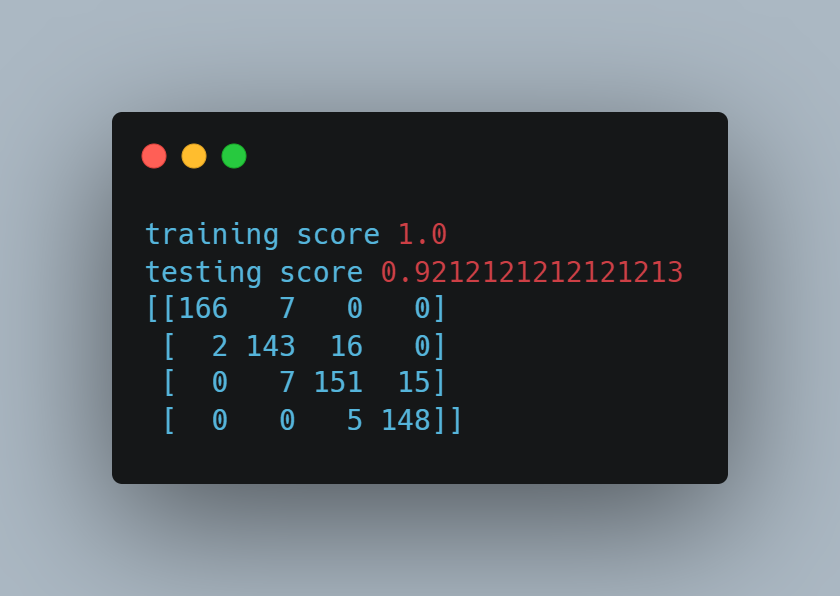 training score 1.0
testing score 0.9212121212121213
[[166   7   0   0]
 [  2 143  16   0]
 [  0   7 151  15]
 [  0   0   5 148]]